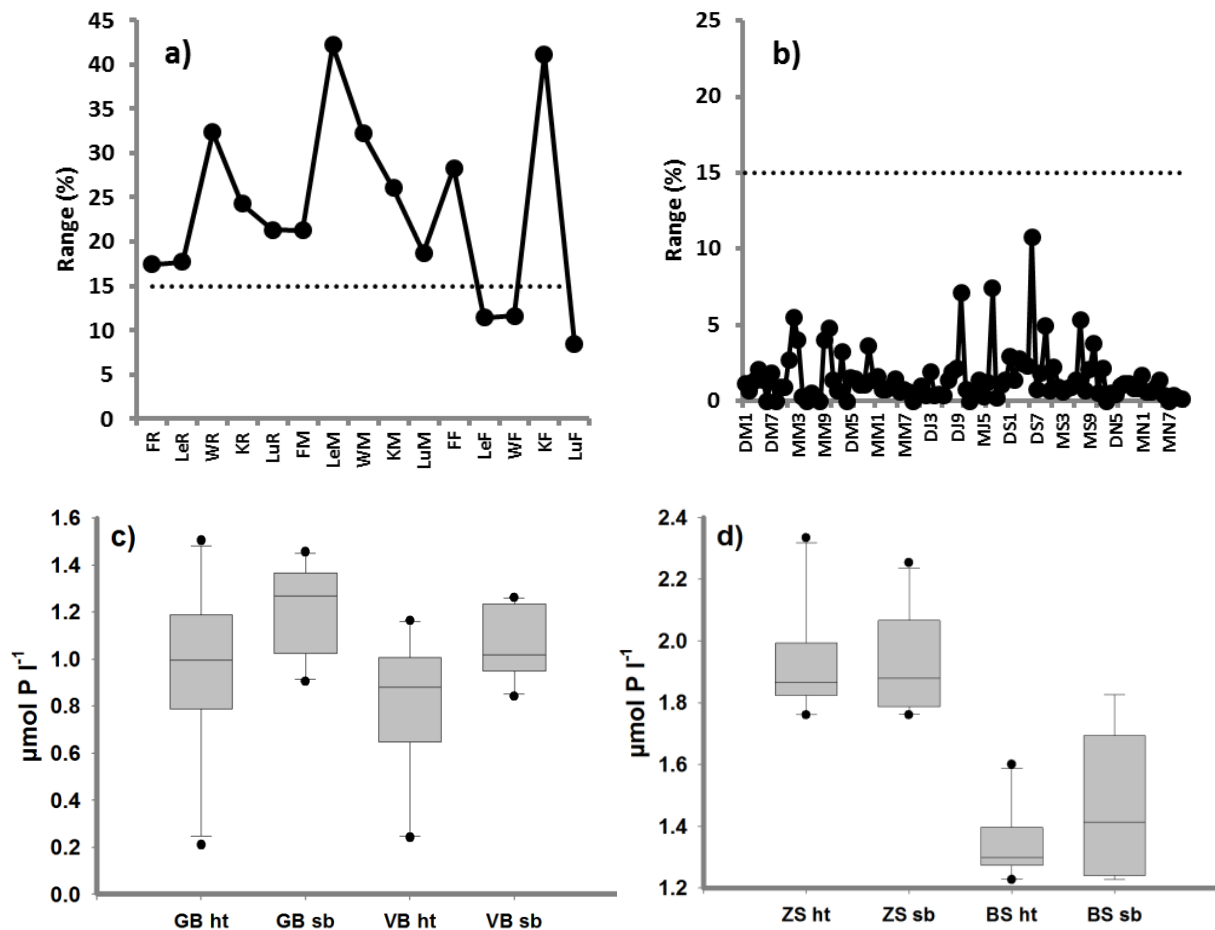 a)
Range (%)
45
40
35
30
25
20
15
10
5
0
FR LeR WR KR LuR FM LeM WM KM LuM FF LeF WF KF LuF
b)
Range (%)
25
20
15
10
5
0
DM1 DM7 MM3 MM9 DM5 MM1 MM7 DJ3 DJ9 MJ5 DS1 DS7 MS3 MS9 DN5 MN1 MN7
c)
µmol P l-1
1.6
1.4
1.2
1.0
0.8
0.6
0.4
0.2
0.0
GB ht GB sb VB ht VB sb
d)
µmol P l-1
2.4
2.2
2.0
1.8
1.6
1.4
1.2
ZS ht ZS sb BS ht BS sb